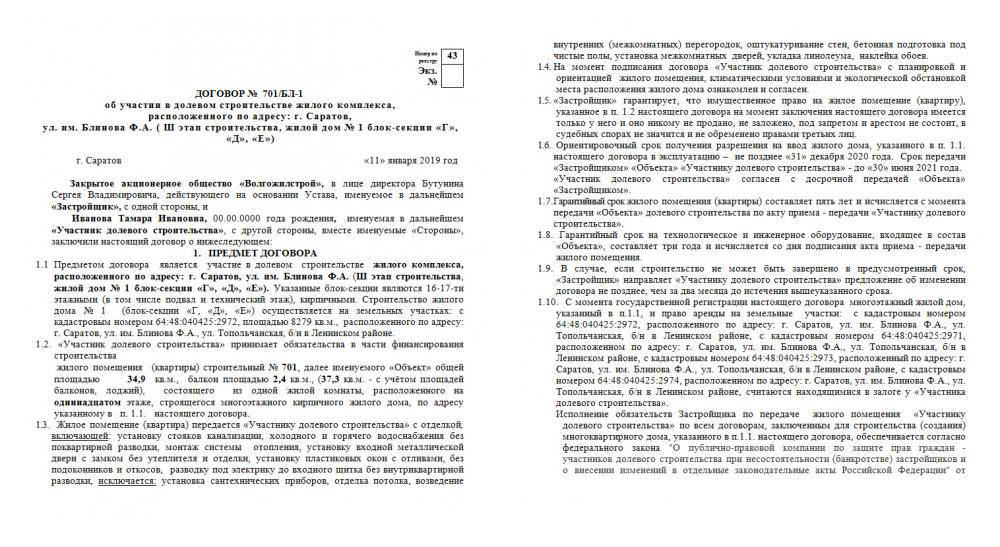 Номер по
реестру
43
Экз.
№
ДОГОВОР № 701/БЛ-1
об участии в долевом строительстве жилого комплекса,
расположенного по адресу: г. Саратов,
ул. им. Блинова Ф.А. ( III этап строительства, жилой дом № 1 блок-секции «Г»,
«Д», «Е»)
г. Саратов «11» января 2019 год
Закрытое акционерное общество «Волгожилстрой», в лице директора Бутунина
Сергея Владимировича, действующего на основании Устава, именуемое в дальнейшем
«Застройщик», с одной стороны, и
Иванова Тамара Ивановна, 00.00.0000 года рождения, именуемая в дальнейшем
«Участник долевого строительства», с другой стороны, вместе именуемые «Стороны»,
заключили настоящий договор о нижеследующем:
1. ПРЕДМЕТ ДОГОВОРА
1.1 Предметом договора является участие в долевом строительстве жилого комплекса,
расположенного по адресу: г. Саратов, ул. им. Блинова Ф.А. (III этап строительства,
жилой дом № 1 блок-секции «Г», «Д», «Е»). Указанные блок-секции являются 16-17-ти
этажными (в том числе подвал и технический этаж), кирпичными. Строительство жилого
дома № 1 (блок-секции «Г, «Д», «Е») осуществляется на земельных участках: с
кадастровым номером 64:48:040425:2972, площадью 8279 кв.м., расположенного по адресу:
г. Саратов, ул. им. Блинова Ф.А., ул. Топольчанская, б/н в Ленинском районе.
1.2. «Участник долевого строительства» принимает обязательства в части финансирования
строительства
жилого помещения (квартиры) строительный № 701, далее именуемого «Объект» общей
площадью 34,9 кв.м., балкон площадью 2,4 кв.м., (37,3 кв.м. - с учётом площадей
балконов, лоджий), состоящего из одной жилой комнаты, расположенного на
одиннадцатом этаже, строящегося многоэтажного кирпичного жилого дома, по адресу
указанному в п. 1.1. настоящего договора.
1.3. Жилое помещение (квартира) передается «Участнику долевого строительства» с отделкой,
включающей: установку стояков канализации, холодного и горячего водоснабжения без
поквартирной разводки, монтаж системы отопления, установку входной металлической
двери с замком без утеплителя и отделки, установку пластиковых окон с отливами, без
подоконников и откосов, разводку под электрику до входного щитка без внутриквартирной
разводки, исключается: установка сантехнических приборов, отделка потолка, возведение
внутренних (межкомнатных) перегородок, оштукатуривание стен, бетонная подготовка под
чистые полы, установка межкомнатных дверей, укладка линолеума, наклейка обоев.
1.4. На момент подписания договора «Участник долевого строительства» с планировкой и
ориентацией жилого помещения, климатическими условиями и экологической обстановкой
места расположения жилого дома ознакомлен и согласен.
1.5. «Застройщик» гарантирует, что имущественное право на жилое помещение (квартиру),
указанное в п. 1.2 настоящего договора на момент заключения настоящего договора имеется
только у него и оно никому не продано, не заложено, под запретом и арестом не состоит, в
судебных спорах не значится и не обременено правами третьих лиц.
1.6. Ориентировочный срок получения разрешения на ввод жилого дома, указанного в п. 1.1.
настоящего договора в эксплуатацию – не позднее «31» декабря 2020 года. Срок передачи
«Застройщиком» «Объекта» «Участнику долевого строительства» - до «30» июня 2021 года.
«Участник долевого строительства» согласен с досрочной передачей «Объекта»
«Застройщиком».
1.7.Гарантийный срок жилого помещения (квартиры) составляет пять лет и исчисляется с момента
передачи «Объекта» долевого строительства по акту приема - передачи «Участнику долевого
строительства».
1.8. Гарантийный срок на технологическое и инженерное оборудование, входящее в состав
«Объекта», составляет три года и исчисляется со дня подписания акта приема - передачи
жилого помещения.
1.9. В случае, если строительство не может быть завершено в предусмотренный срок,
«Застройщик» направляет «Участнику долевого строительства» предложение об изменении
договора не позднее, чем за два месяца до истечения вышеуказанного срока.
1.10. С момента государственной регистрации настоящего договора многоэтажный жилой дом,
указанный в п.1.1, и право аренды на земельные участки: с кадастровым номером
64:48:040425:2972, расположенного по адресу: г. Саратов, ул. им. Блинова Ф.А., ул.
Топольчанская, б/н в Ленинском районе, с кадастровым номером 64:48:040425:2971,
расположенном по адресу: г. Саратов, ул. им. Блинова Ф.А., ул. Топольчанская, б/н в
Ленинском районе, с кадастровым номером 64:48:040425:2973, расположенный по адресу: г.
Саратов, ул. им. Блинова Ф.А., ул. Топольчанская, б/н в Ленинском районе, с кадастровым
номером 64:48:040425:2974, расположенном по адресу: г. Саратов, ул. им. Блинова Ф.А., ул.
Топольчанская, б/н в Ленинском районе, считаются находящимися в залоге у «Участника
долевого строительства».
Исполнение обязательств Застройщика по передаче жилого помещения «Участнику
долевого строительства» по всем договорам, заключенным для строительства (создания)
многоквартирного дома, указанного в п.1.1. настоящего договора, обеспечивается согласно
федерального закона "О публично-правовой компании по защите прав граждан -
участников долевого строительства при несостоятельности (банкротстве) застройщиков и
о внесении изменений в отдельные законодательные акты Российской Федерации" от